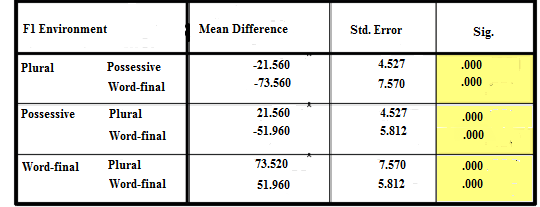 F1 Environment Mean Difference Std. Error Sig.
Plural Possessive -21.560 4.527 .000
Word-final -73.560 7.570 .000
Possessive Plural 21.560 4.527 .000
Word-final -51.960 5.812 .000
Word-final Plural 73.520 7.570 .000
Word-final 51.960 5.812 .000